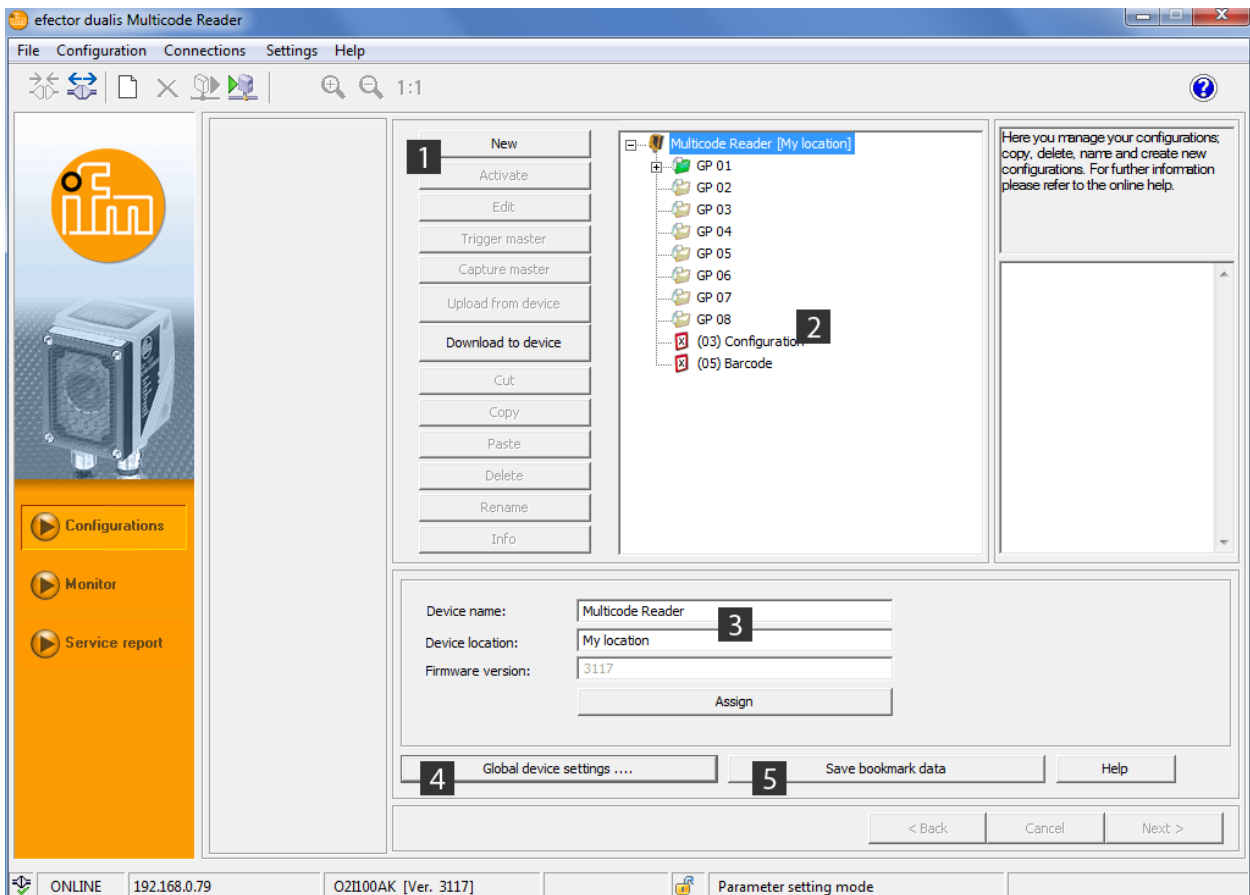 efector dualis Multicode Reader
File Configuration Connections Settings Help
1:1
ifm
Configurations
Monitor
Service report
1
New
Activate
Edit
Trigger master
Capture master
Upload from device
Download to device
Cut
Copy
Paste
Delete
Rename
Info
Multicode Reader [My location]
GP 01
GP 02
GP 03
GP 04
GP 05
GP 06
GP 07
GP 08
2
(03) Configuration
(05) Barcode
Here you manage your configurations;
copy, delete, name and create new
configurations. For further information
please refer to the online help.
Device name: Multicode Reader
3
Device location: My location
Firmware version: 3117
Assign
4 Global device settings ....
5 Save bookmark data
Help
< Back Cancel Next >
ONLINE 192.168.0.79 O2I100AK [Ver. 3117] Parameter setting mode